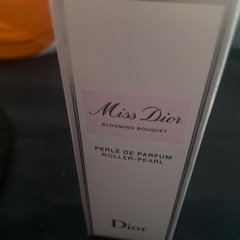 Miss Dior
BLOOMING BOUQUET
PERLE DE PARFUM
ROLLER-PEARL
Dior